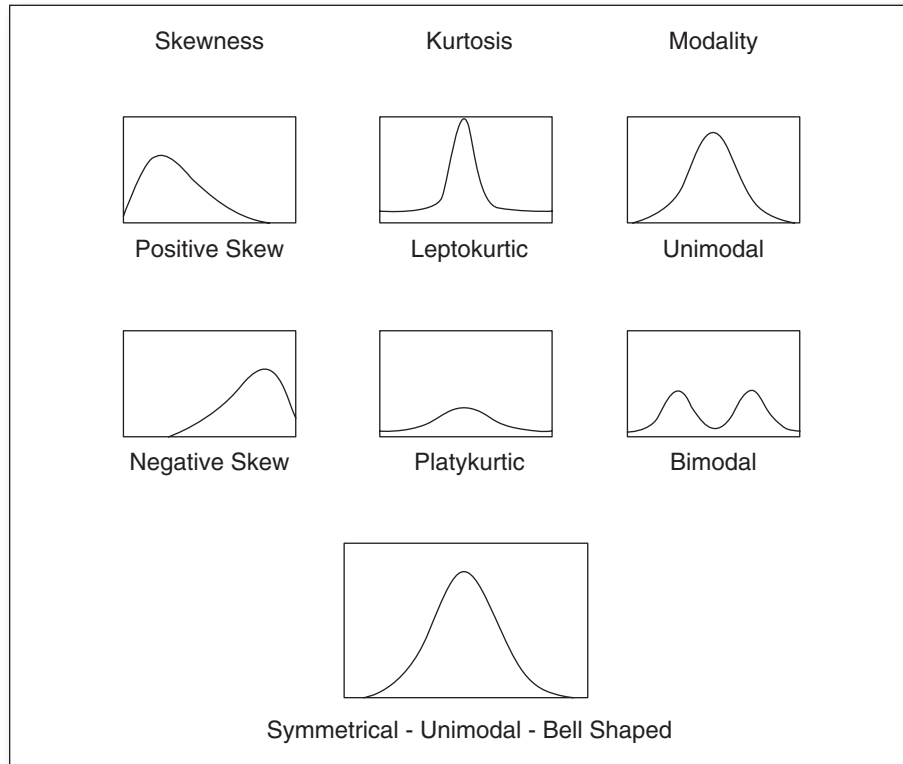 Skewness Kurtosis Modality
Positive Skew Leptokurtic Unimodal
Negative Skew Platykurtic Bimodal
Symmetrical - Unimodal - Bell Shaped